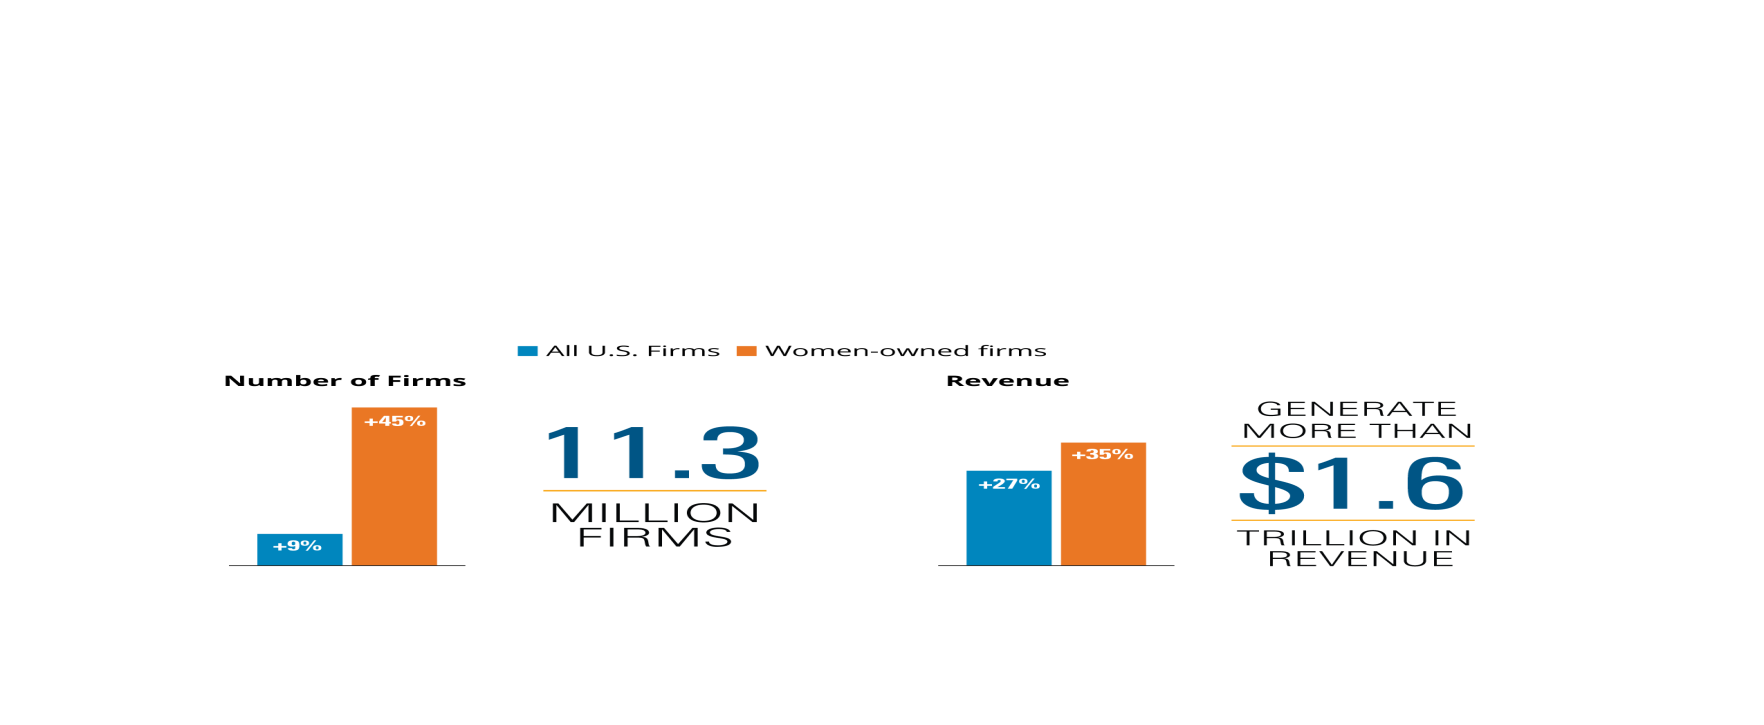 All U.S. Firms Women-owned firms
Number of Firms
+45%
+9%
11.3
MILLION
FIRMS
Revenue
+35%
+27%
GENERATE
MORE THAN
$1.6
TRILLION IN
REVENUE